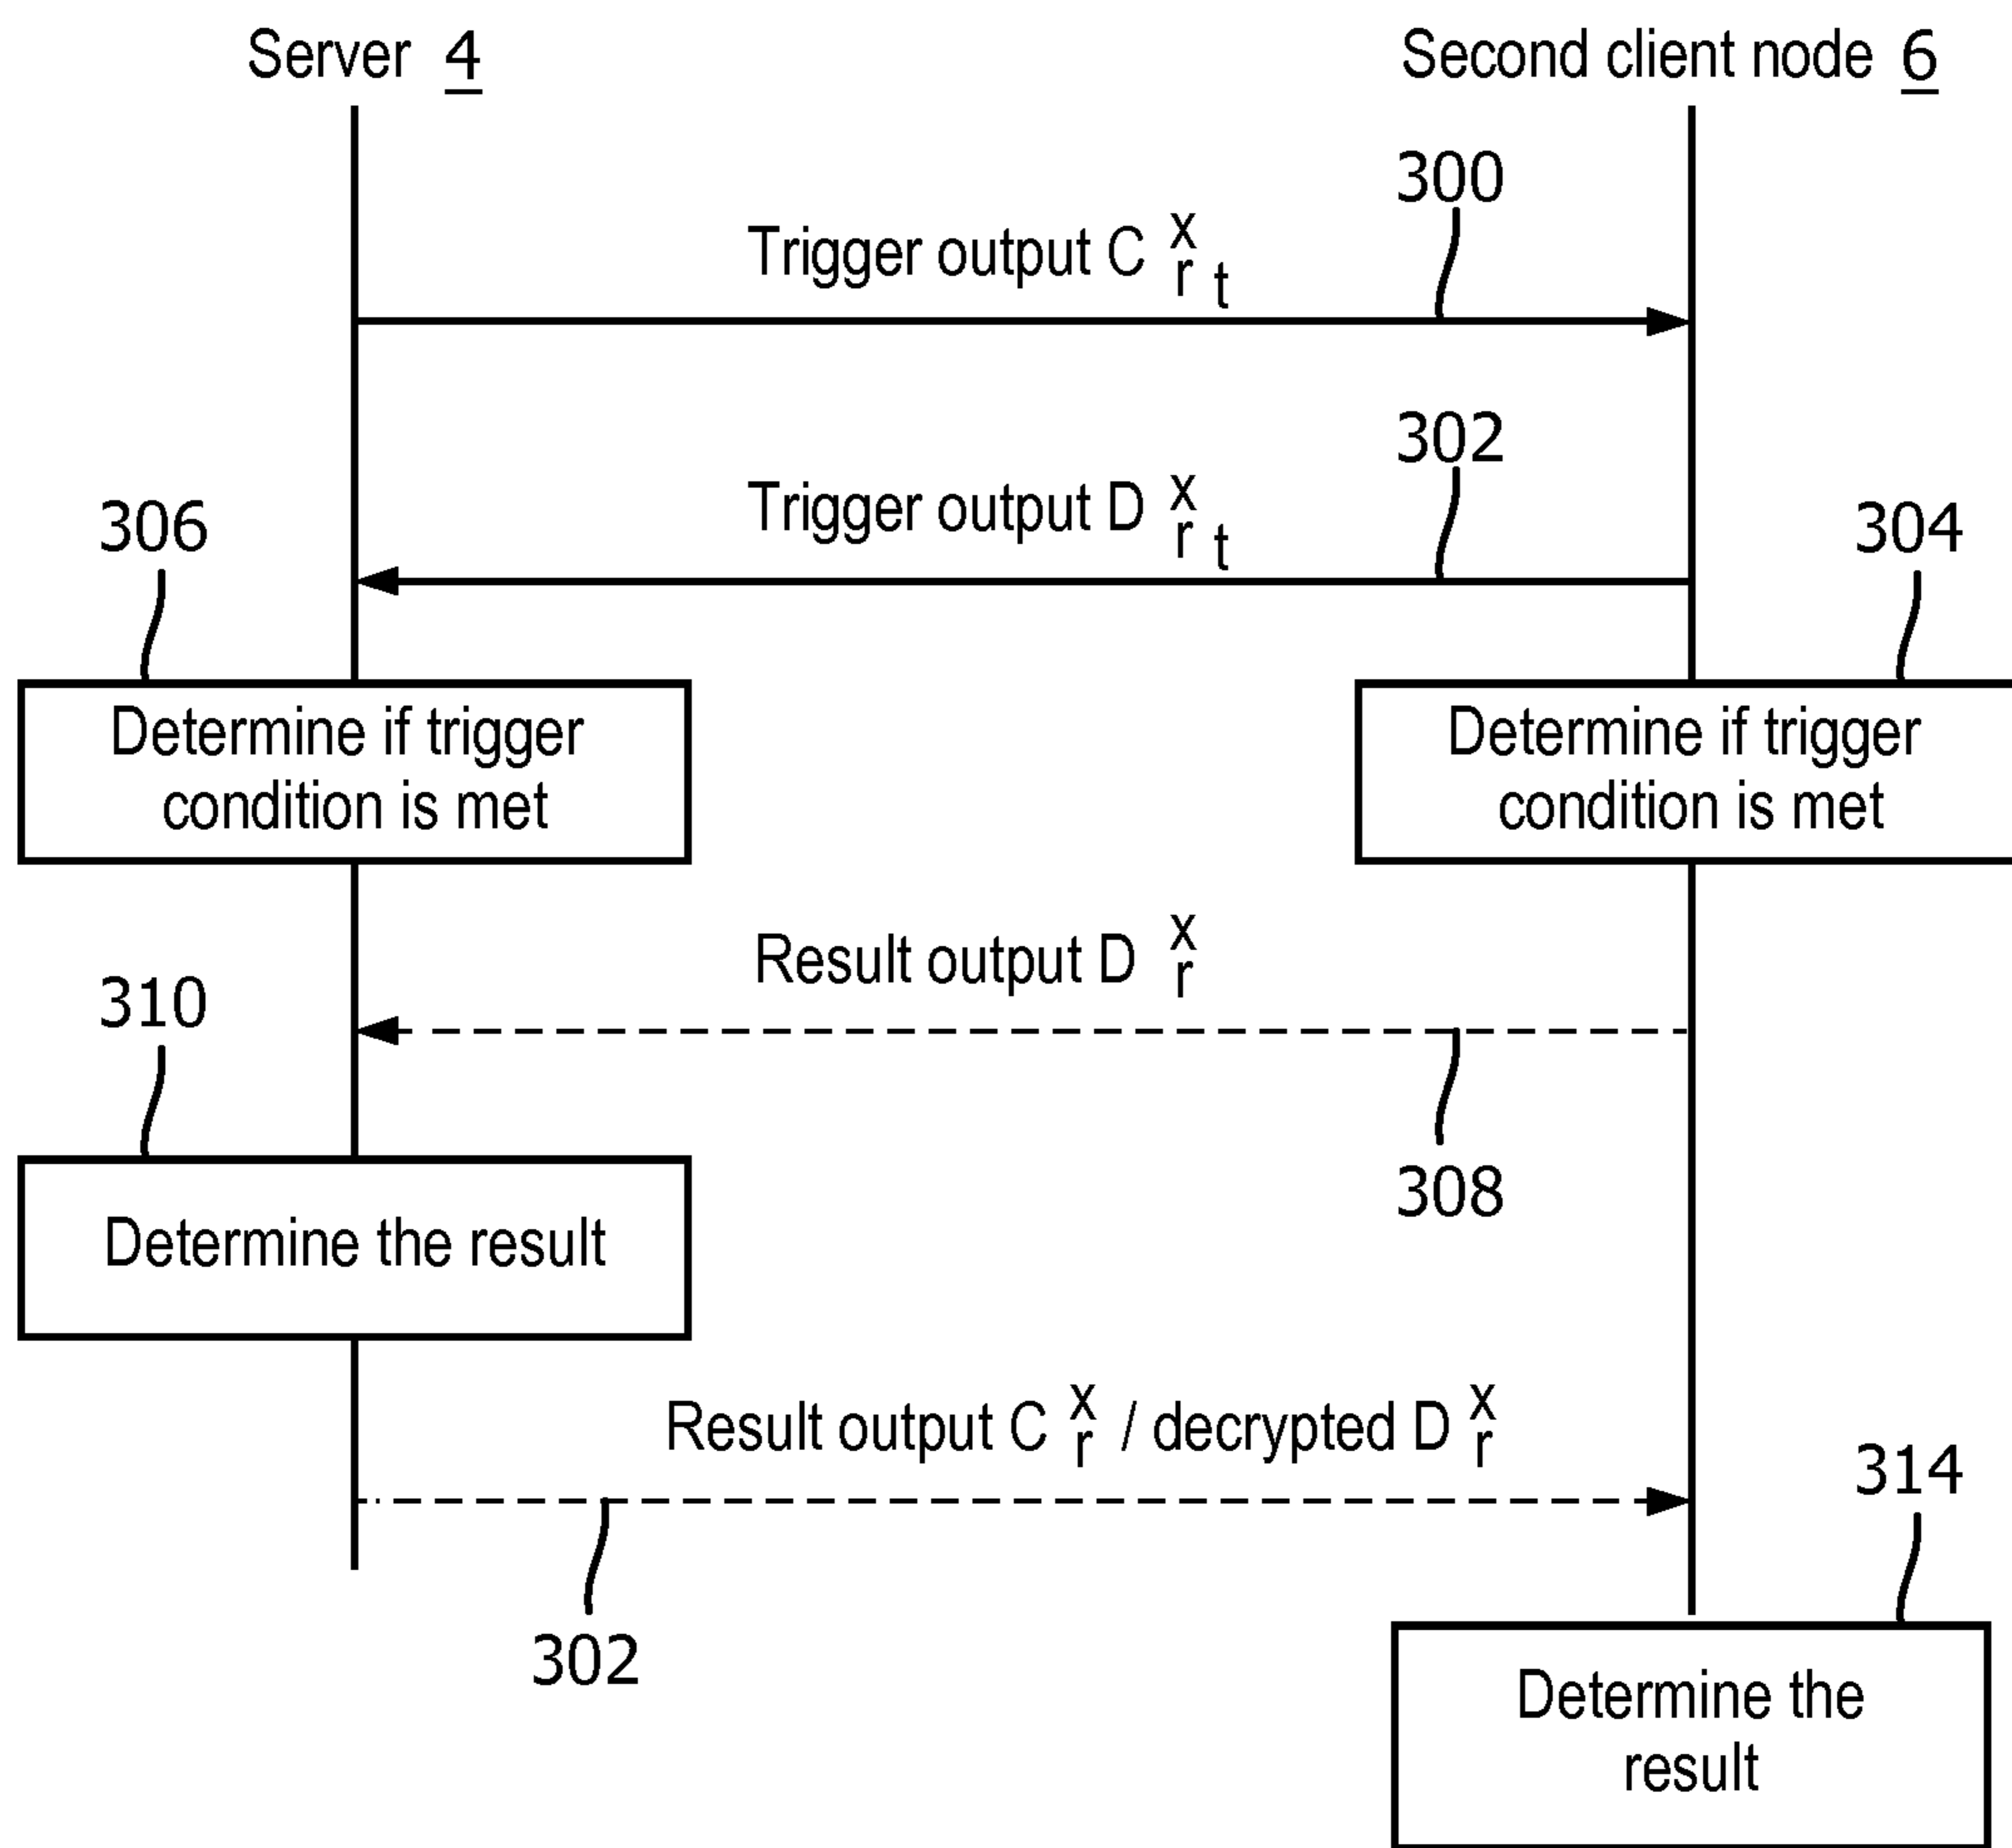 Server 4
Second client node 6
300
Trigger output C x r t
302
Trigger output D x r t
306
304
Determine if trigger
condition is met
Determine if trigger
condition is met
Result output D x r
310
308
Determine the result
Result output C x r / decrypted D x r
314
302
Determine the
result